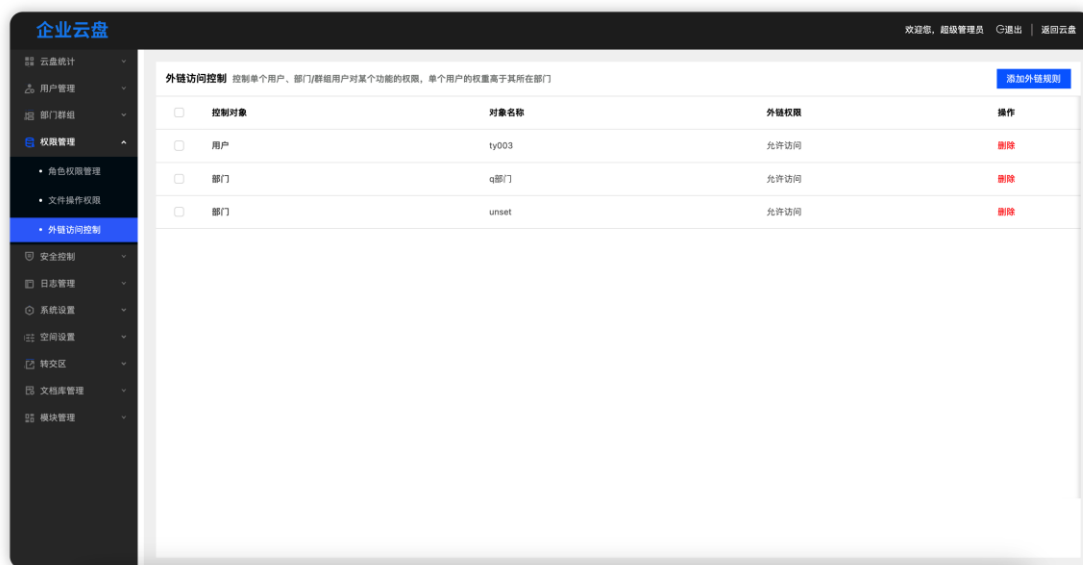 企业云盘
欢迎您，超级管理员 退出 | 返回云盘
云盘统计
用户管理
部门群组
权限管理
• 角色权限管理
• 文件操作权限
• 外链访问控制
安全控制
日志管理
系统设置
空间设置
转交区
文档库管理
模块管理
外链访问控制 控制单个用户、部门/群组用户对某个功能的权限，单个用户的权重高于其所在部门
添加外链规则
控制对象 对象名称 外链权限 操作
用户 ty003 允许访问 删除
部门 q部门 允许访问 删除
部门 unset 允许访问 删除